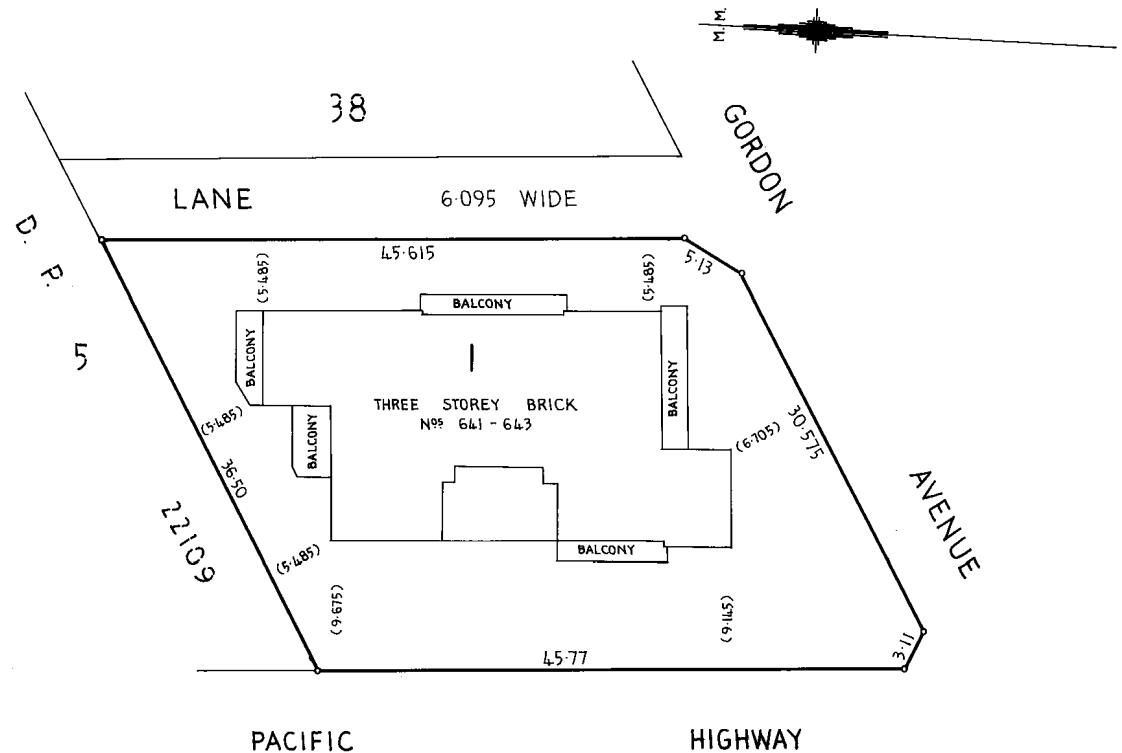 M. M.
38
GORDON
LANE 6·095 WIDE
D. P.
45·615
5·13
(5·485)
(5·485)
BALCONY
BALCONY
5
1
BALCONY
THREE STOREY BRICK
Nos 641 - 643
(5·485)
BALCONY
(6·705)
30·575
36·50
AVENUE
22109
BALCONY
(5·485)
(9·675)
(9·145)
3·11
45·77
PACIFIC HIGHWAY